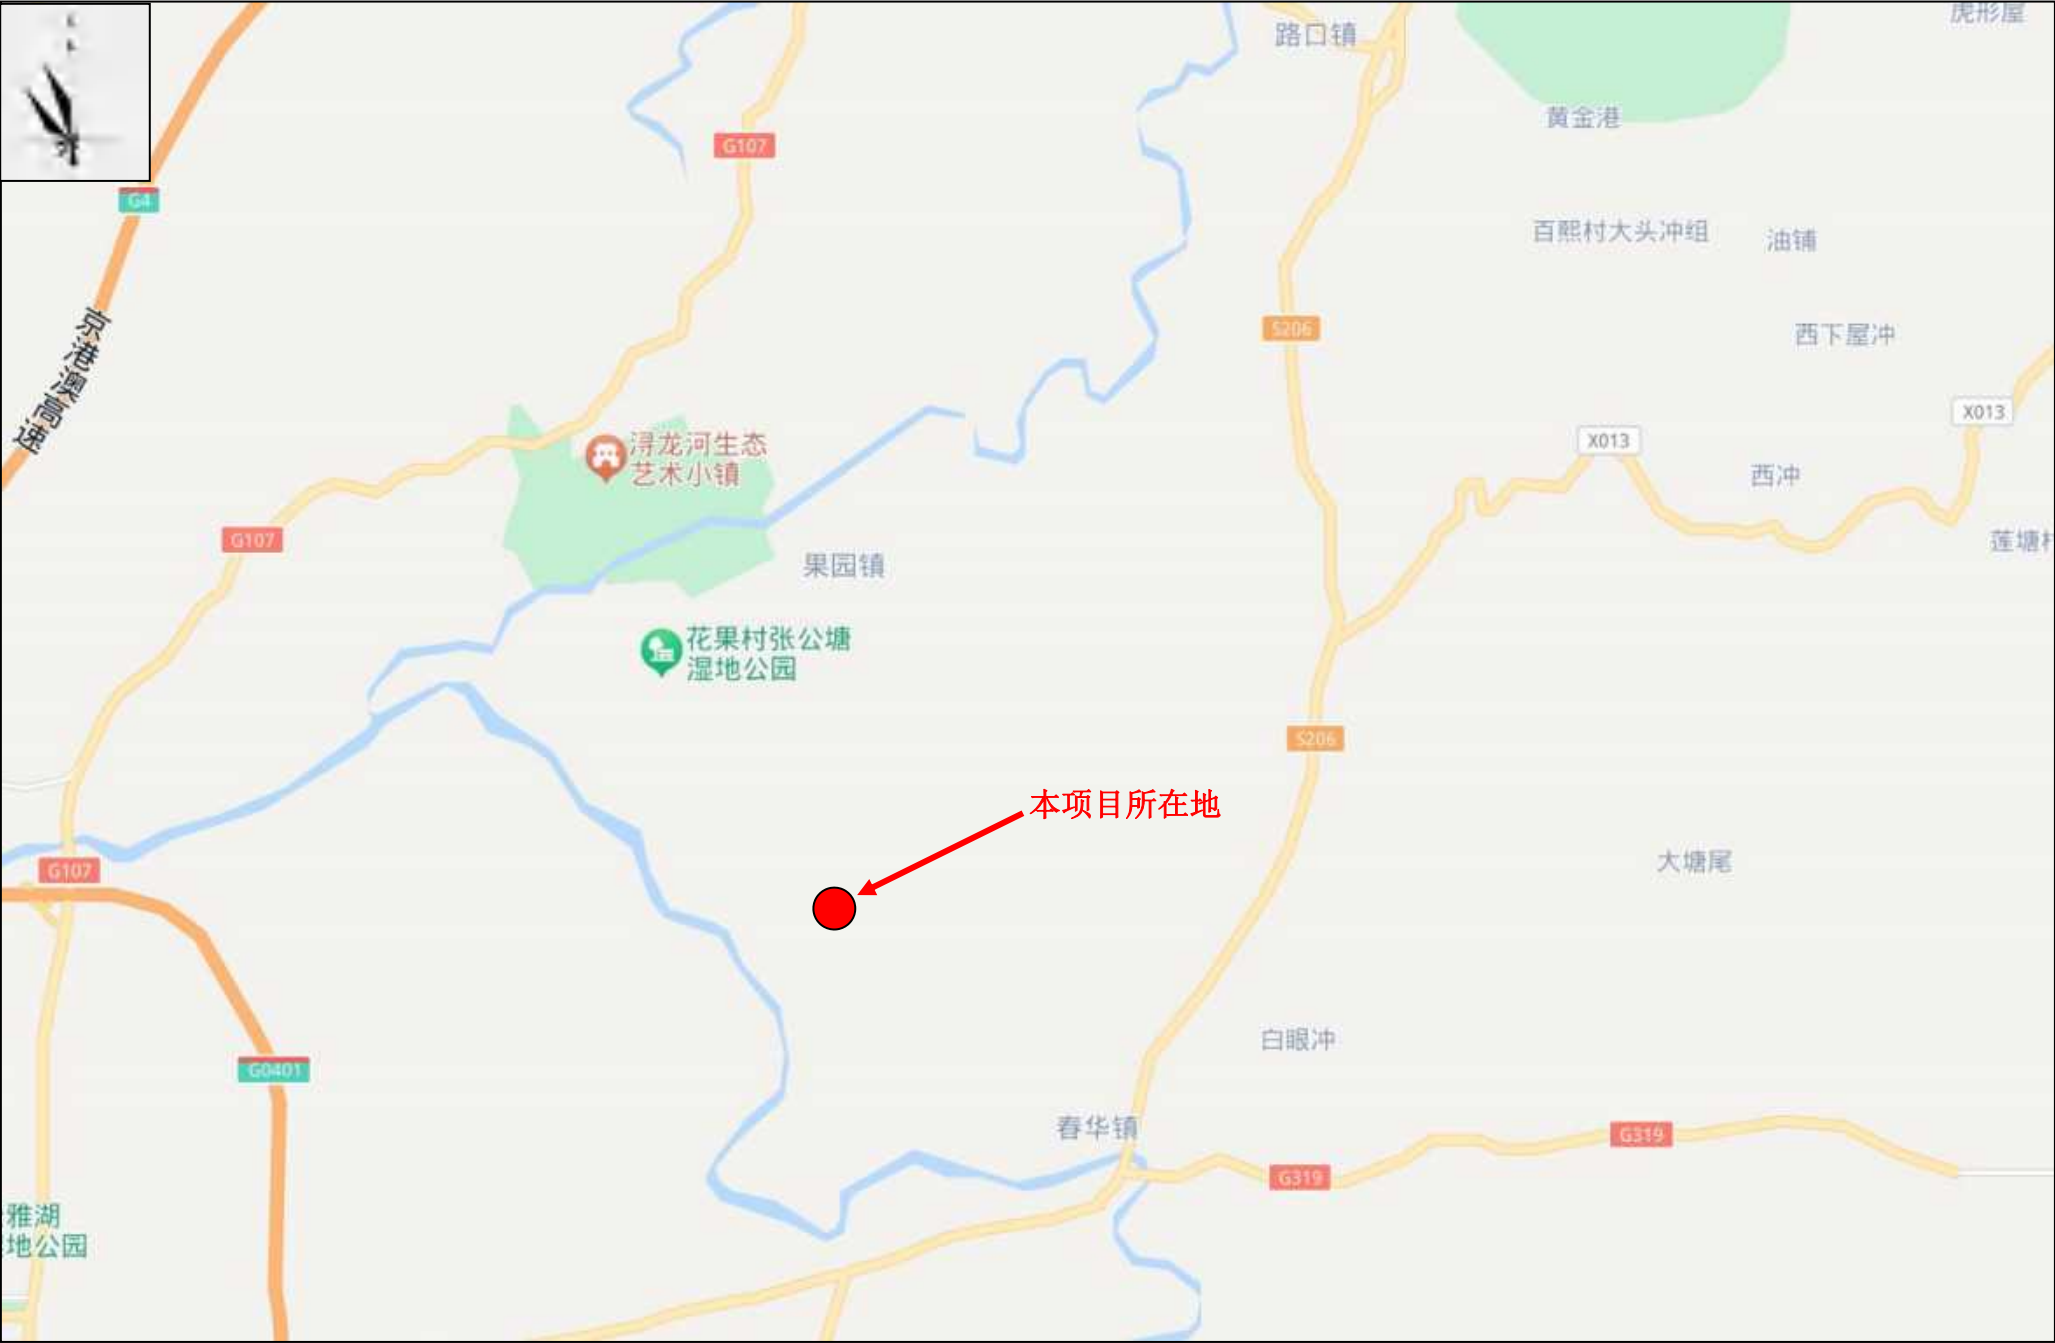 虎形屋
路口镇
黄金港
G107
G4
百熙村大头冲组
油铺
京港澳高速
S206
西下屋冲
X013
X013
浔龙河生态
艺术小镇
西冲
G107
莲塘
果园镇
花果村张公塘
湿地公园
S206
本项目所在地
大塘尾
G107
白眼冲
G0401
春华镇
G319
G319
雅湖
地公园